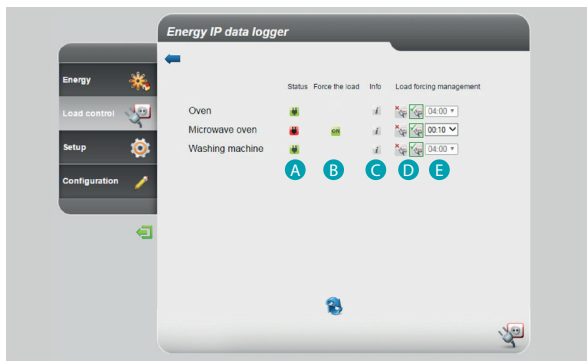 Energy IP data logger
Energy
Load control
Setup
Configuration
Status Force the load Info Load forcing management
Oven i 04:00
Microwave oven ON i 00:10
Washing machine i 04:00
A B C D E